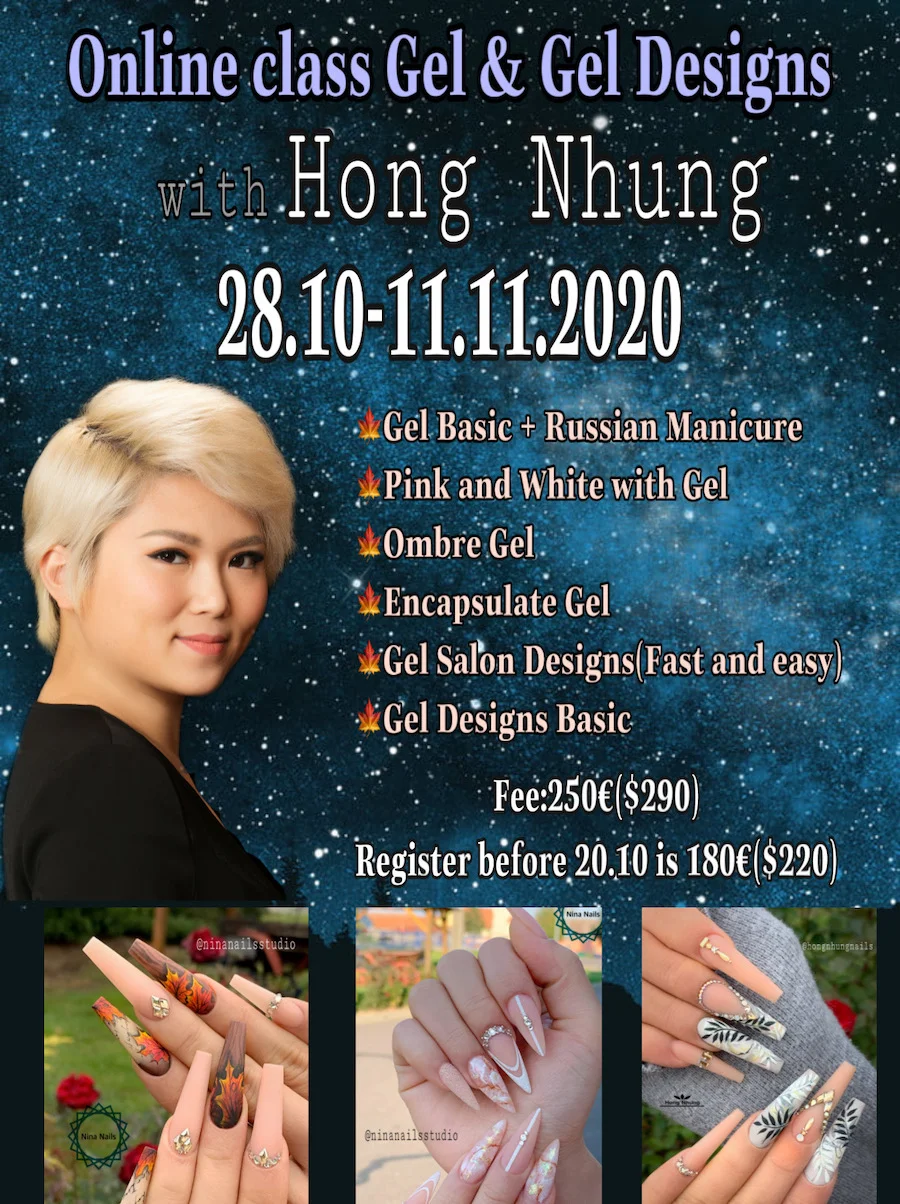 Online class Gel & Gel Designs
with Hong Nhung
28.10-11.11.2020
Gel Basic + Russian Manicure
Pink and White with Gel
Ombre Gel
Encapsulate Gel
Gel Salon Designs(Fast and easy)
Gel Designs Basic
Fee:250€($290)
Register before 20.10 is 180€($220)
@ninanailsstudio
Nina Nails
Nina Nails
@ninanailsstudio
@hongnhungnails
Hong Nhung